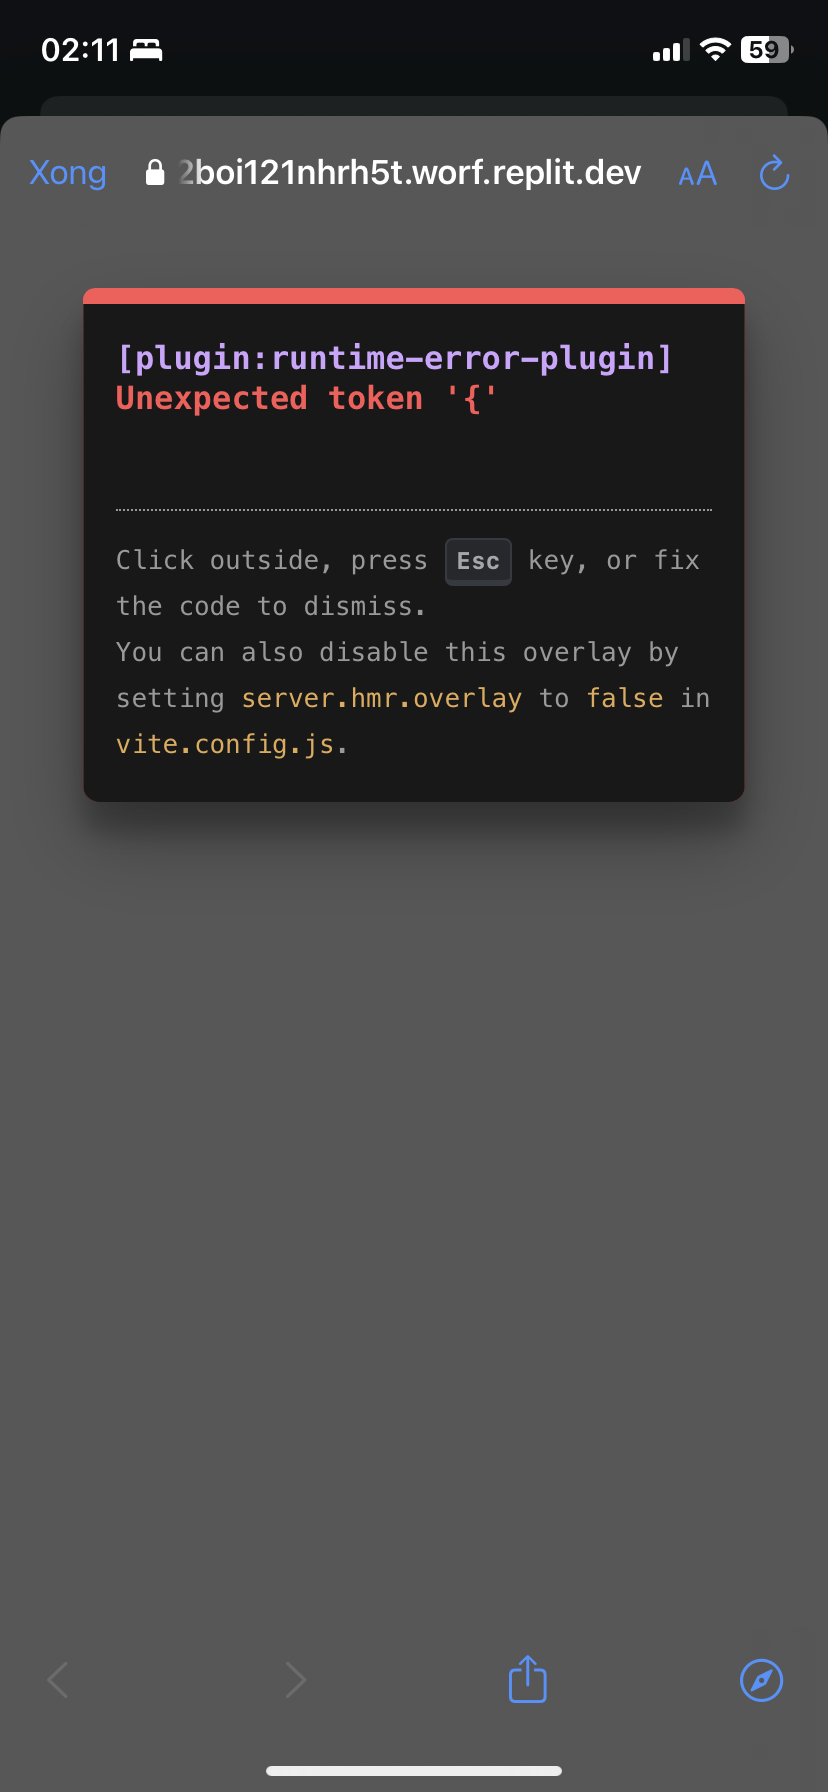 02:11
59
Xong
2boi121nhrh5t.worf.replit.dev
AA
[plugin:runtime-error-plugin]
Unexpected token '{'
Click outside, press Esc key, or fix
the code to dismiss.
You can also disable this overlay by
setting server.hmr.overlay to false in
vite.config.js.